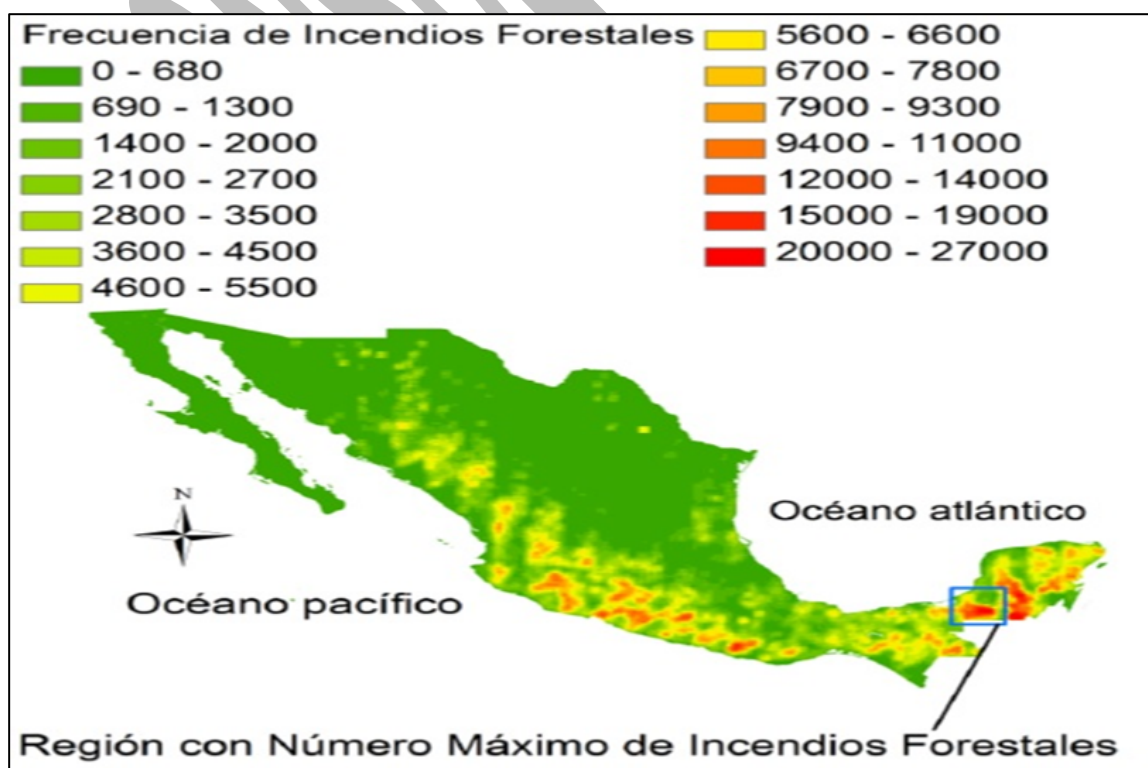 Frecuencia de Incendios Forestales
0 - 680
690 - 1300
1400 - 2000
2100 - 2700
2800 - 3500
3600 - 4500
4600 - 5500
5600 - 6600
6700 - 7800
7900 - 9300
9400 - 11000
12000 - 14000
15000 - 19000
20000 - 27000
N
Océano atlántico
Océano pacífico
Región con Número Máximo de Incendios Forestales